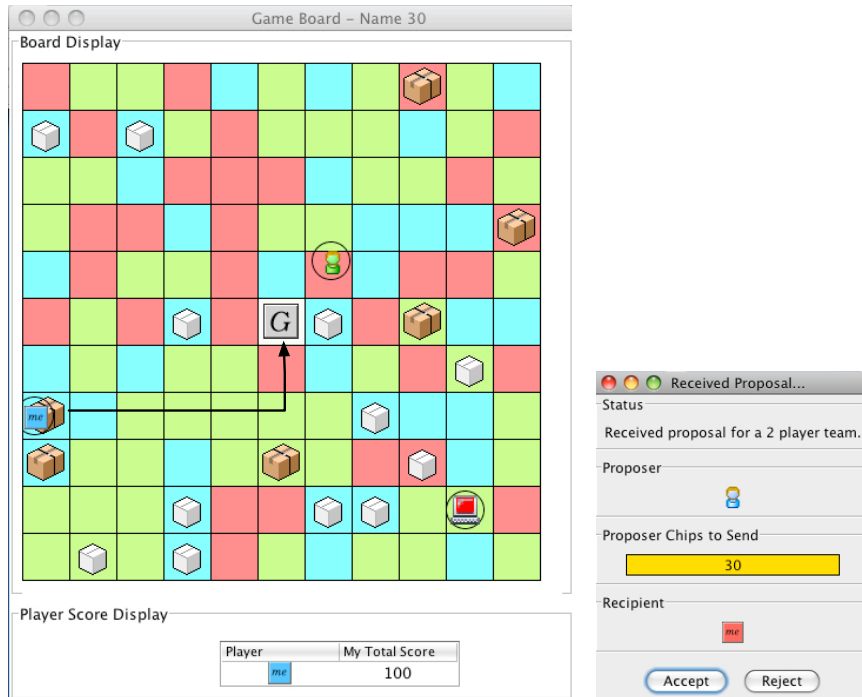 Game Board – Name 30
Board Display
G
me
Player Score Display
Player My Total Score
me 100
Received Proposal...
Status
Received proposal for a 2 player team.
Proposer
Proposer Chips to Send
30
Recipient
me
Accept Reject